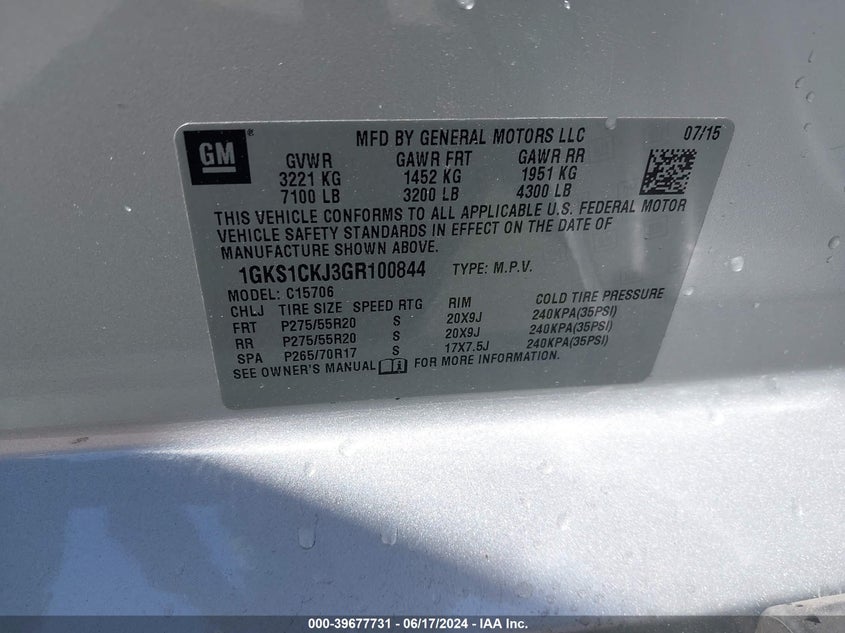 GM®
MFD BY GENERAL MOTORS LLC 07/15
GVWR GAWR FRT GAWR RR
3221 KG 1452 KG 1951 KG
7100 LB 3200 LB 4300 LB
THIS VEHICLE CONFORMS TO ALL APPLICABLE U.S. FEDERAL MOTOR
VEHICLE SAFETY STANDARDS IN EFFECT ON THE DATE OF
MANUFACTURE SHOWN ABOVE.
1GKS1CKJ3GR100844 TYPE: M.P.V.
MODEL: C15706
CHLJ TIRE SIZE SPEED RTG RIM COLD TIRE PRESSURE
FRT P275/55R20 S 20X9J 240KPA(35PSI)
RR P275/55R20 S 20X9J 240KPA(35PSI)
SPA P265/70R17 S 17X7.5J 240KPA(35PSI)
SEE OWNER'S MANUAL FOR MORE INFORMATION.
000-39677731 - 06/17/2024 - IAA Inc.